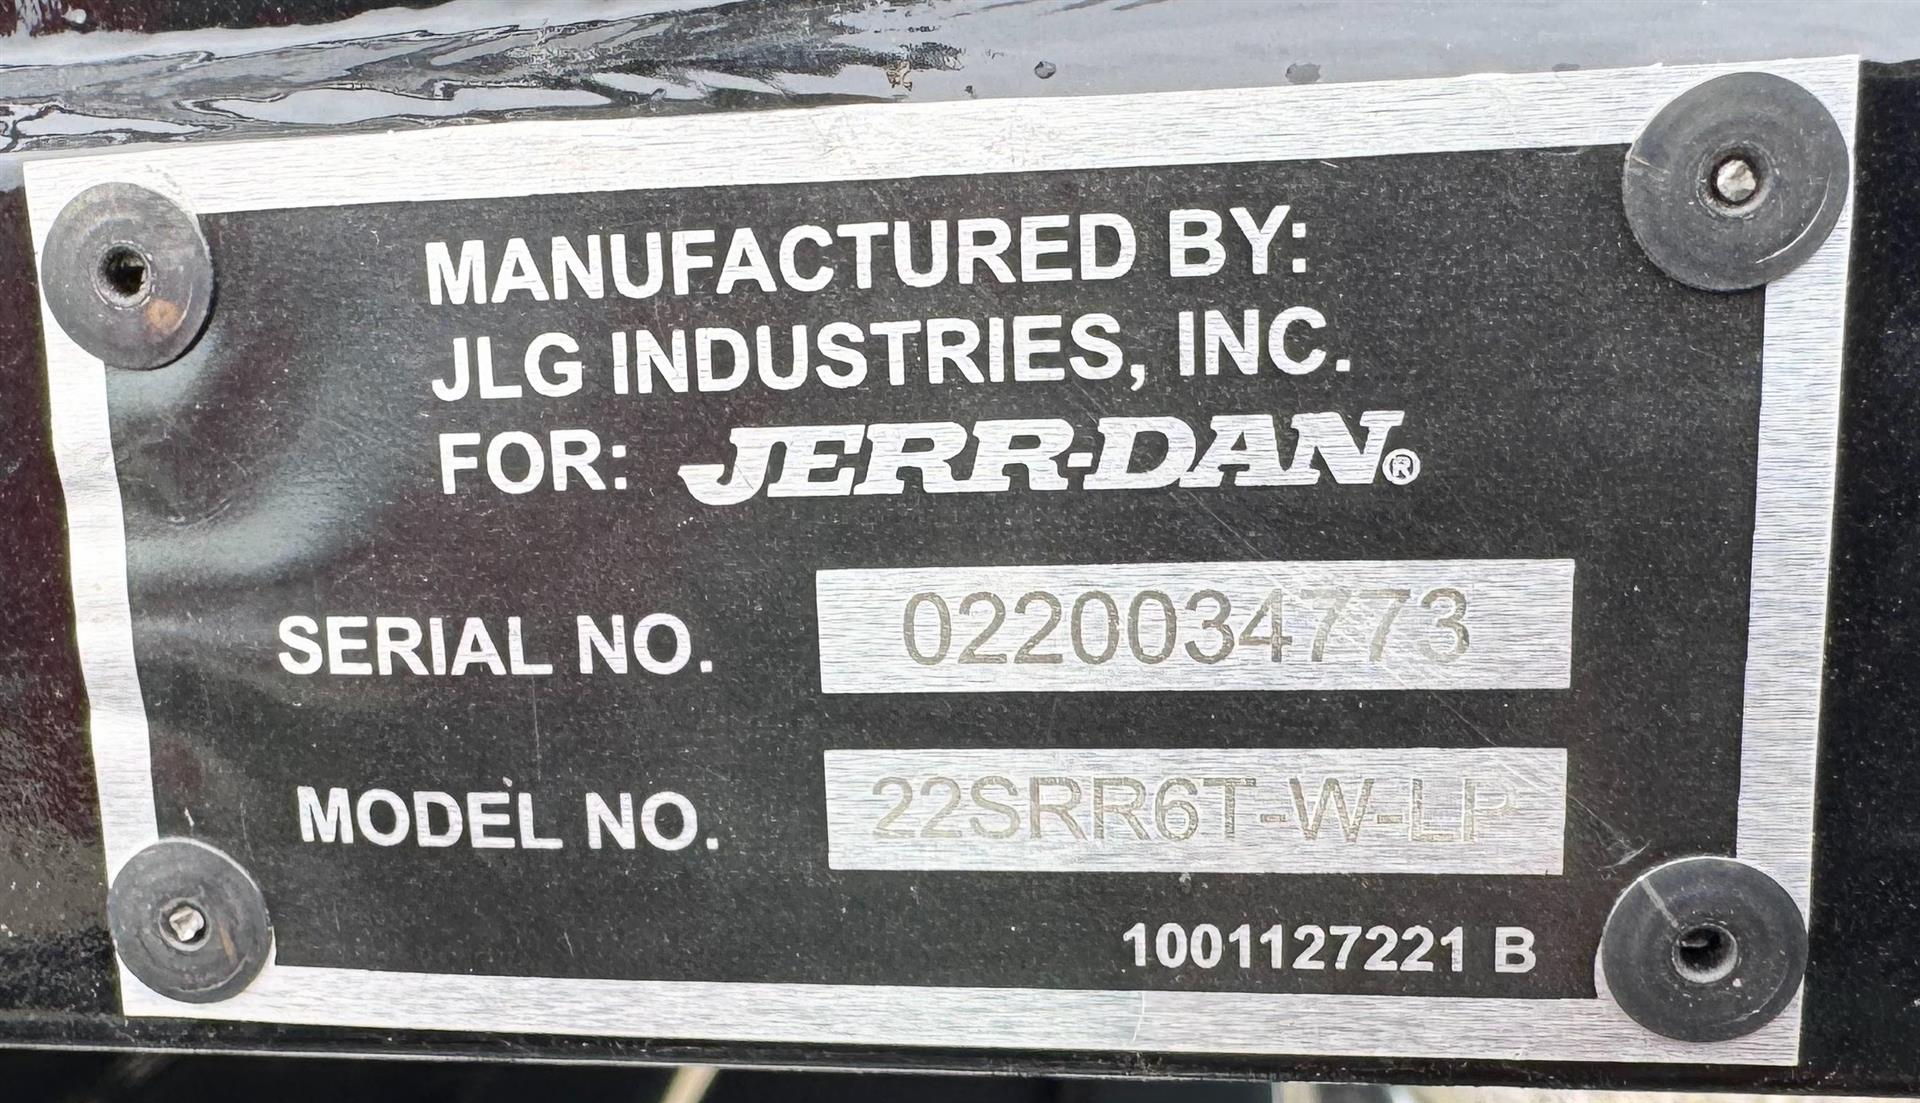 MANUFACTURED BY:
JLG INDUSTRIES, INC.
FOR: JERR-DAN®
SERIAL NO. 0220034773
MODEL NO. 22SRR6T-W-LP
1001127221 B